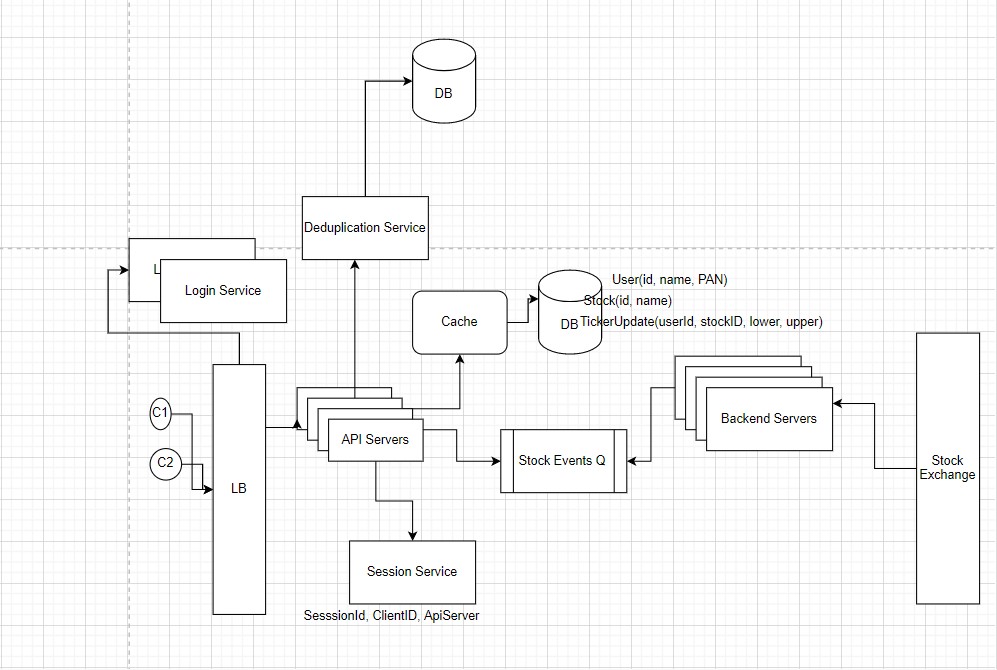 DB
Deduplication Service
L
Login Service
User(id, name, PAN)
Stock(id, name)
Cache
DB
TickerUpdate(userId, stockID, lower, upper)
C1
API Servers
Backend Servers
C2
LB
Stock Events Q
Stock
Exchange
Session Service
SesssionId, ClientID, ApiServer